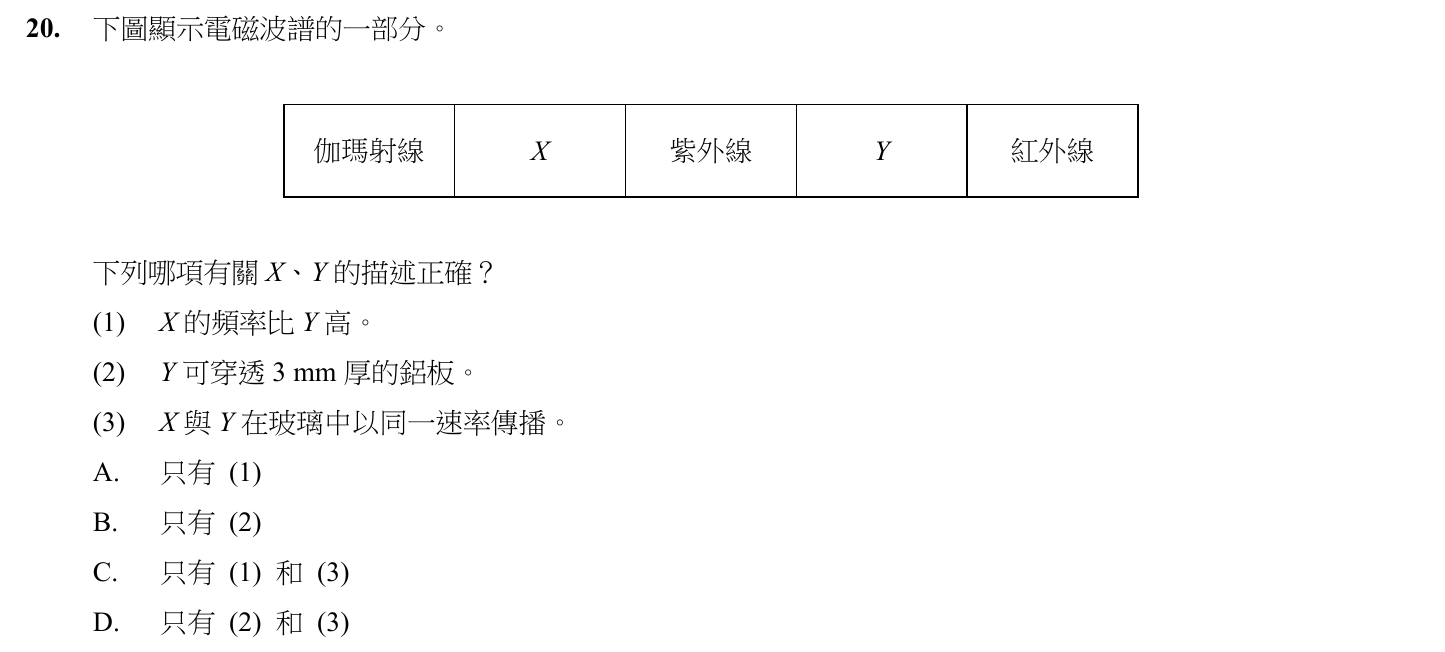 20. 下圖顯示電磁波譜的一部分。
伽瑪射線 X 紫外線 Y 紅外線
下列哪項有關 X、Y 的描述正確？
(1) X 的頻率比 Y 高。
(2) Y 可穿透 3 mm 厚的鋁板。
(3) X 與 Y 在玻璃中以同一速率傳播。
A. 只有 (1)
B. 只有 (2)
C. 只有 (1) 和 (3)
D. 只有 (2) 和 (3)